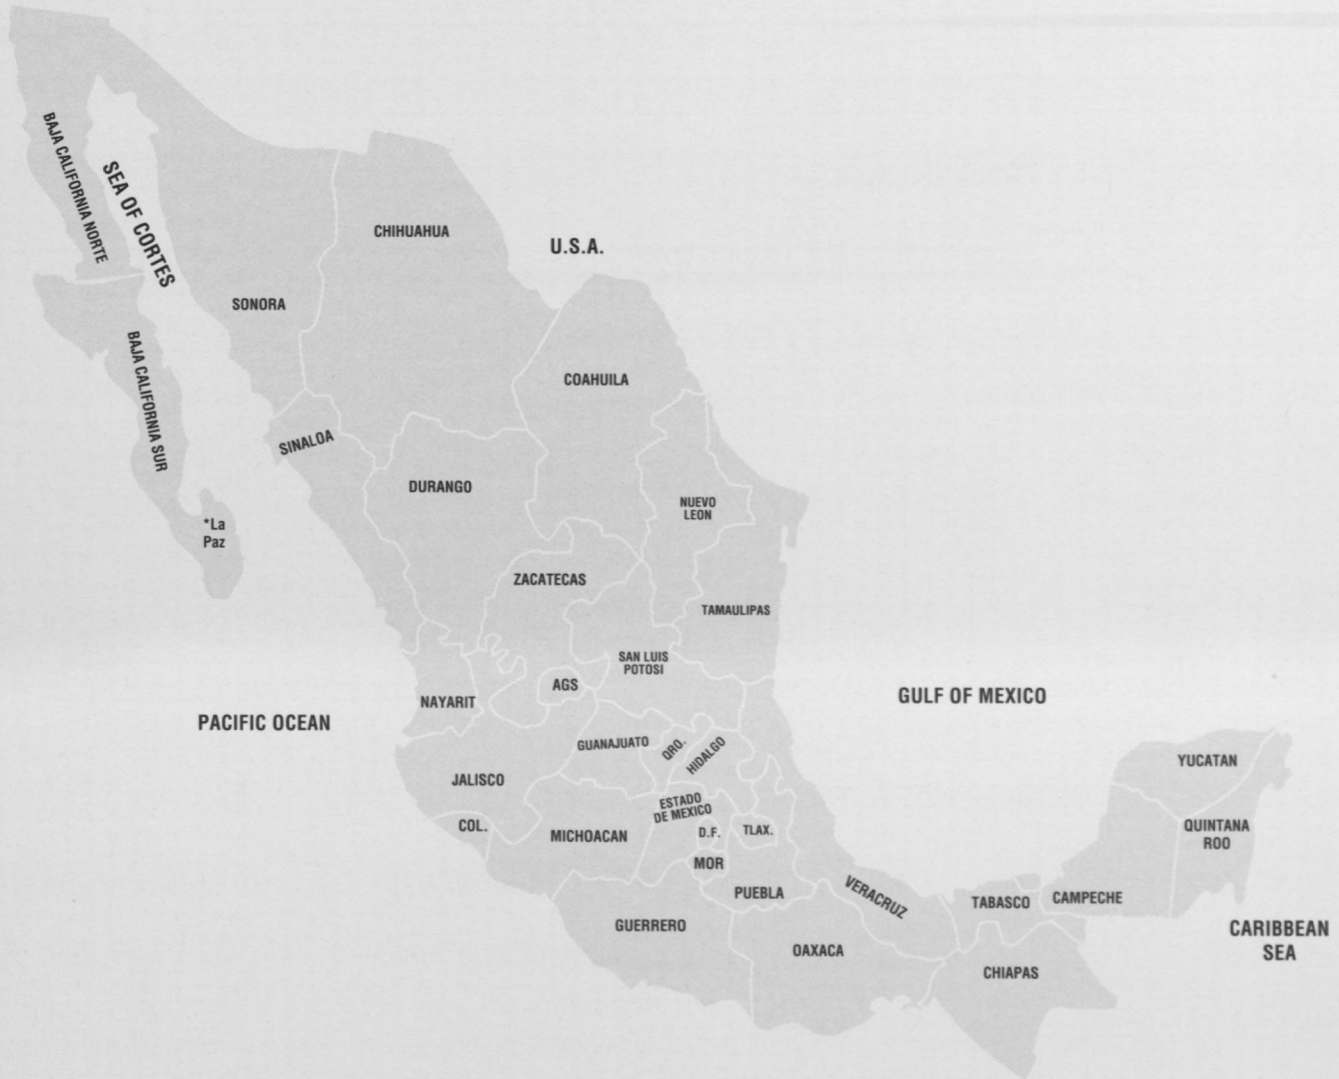 BAJA CALIFORNIA NORTE
SEA OF CORTES
CHIHUAHUA
U.S.A.
SONORA
BAJA CALIFORNIA SUR
COAHUILA
SINALOA
DURANGO
NUEVO
LEON
*La
Paz
ZACATECAS
TAMAULIPAS
SAN LUIS
POTOSI
AGS
NAYARIT
GULF OF MEXICO
PACIFIC OCEAN
GUANAJUATO
QRO.
HIDALGO
YUCATAN
JALISCO
ESTADO
DE MEXICO
COL.
MICHOACAN
D.F.
TLAX.
QUINTANA
ROO
MOR
PUEBLA
VERACRUZ
TABASCO
CAMPECHE
GUERRERO
OAXACA
CARIBBEAN
SEA
CHIAPAS